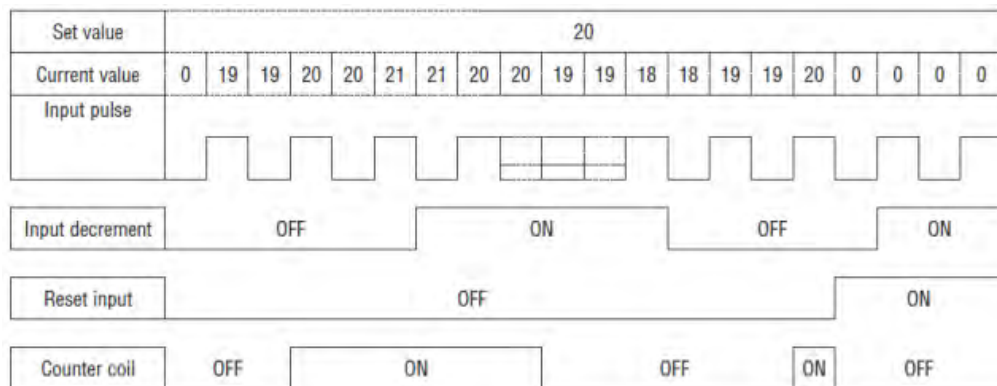 Set value 20
Current value 0 19 19 20 20 21 21 20 20 19 19 18 18 19 19 20 0 0 0 0
Input pulse
Input decrement OFF ON OFF ON
Reset input OFF ON
Counter coil OFF ON OFF ON OFF